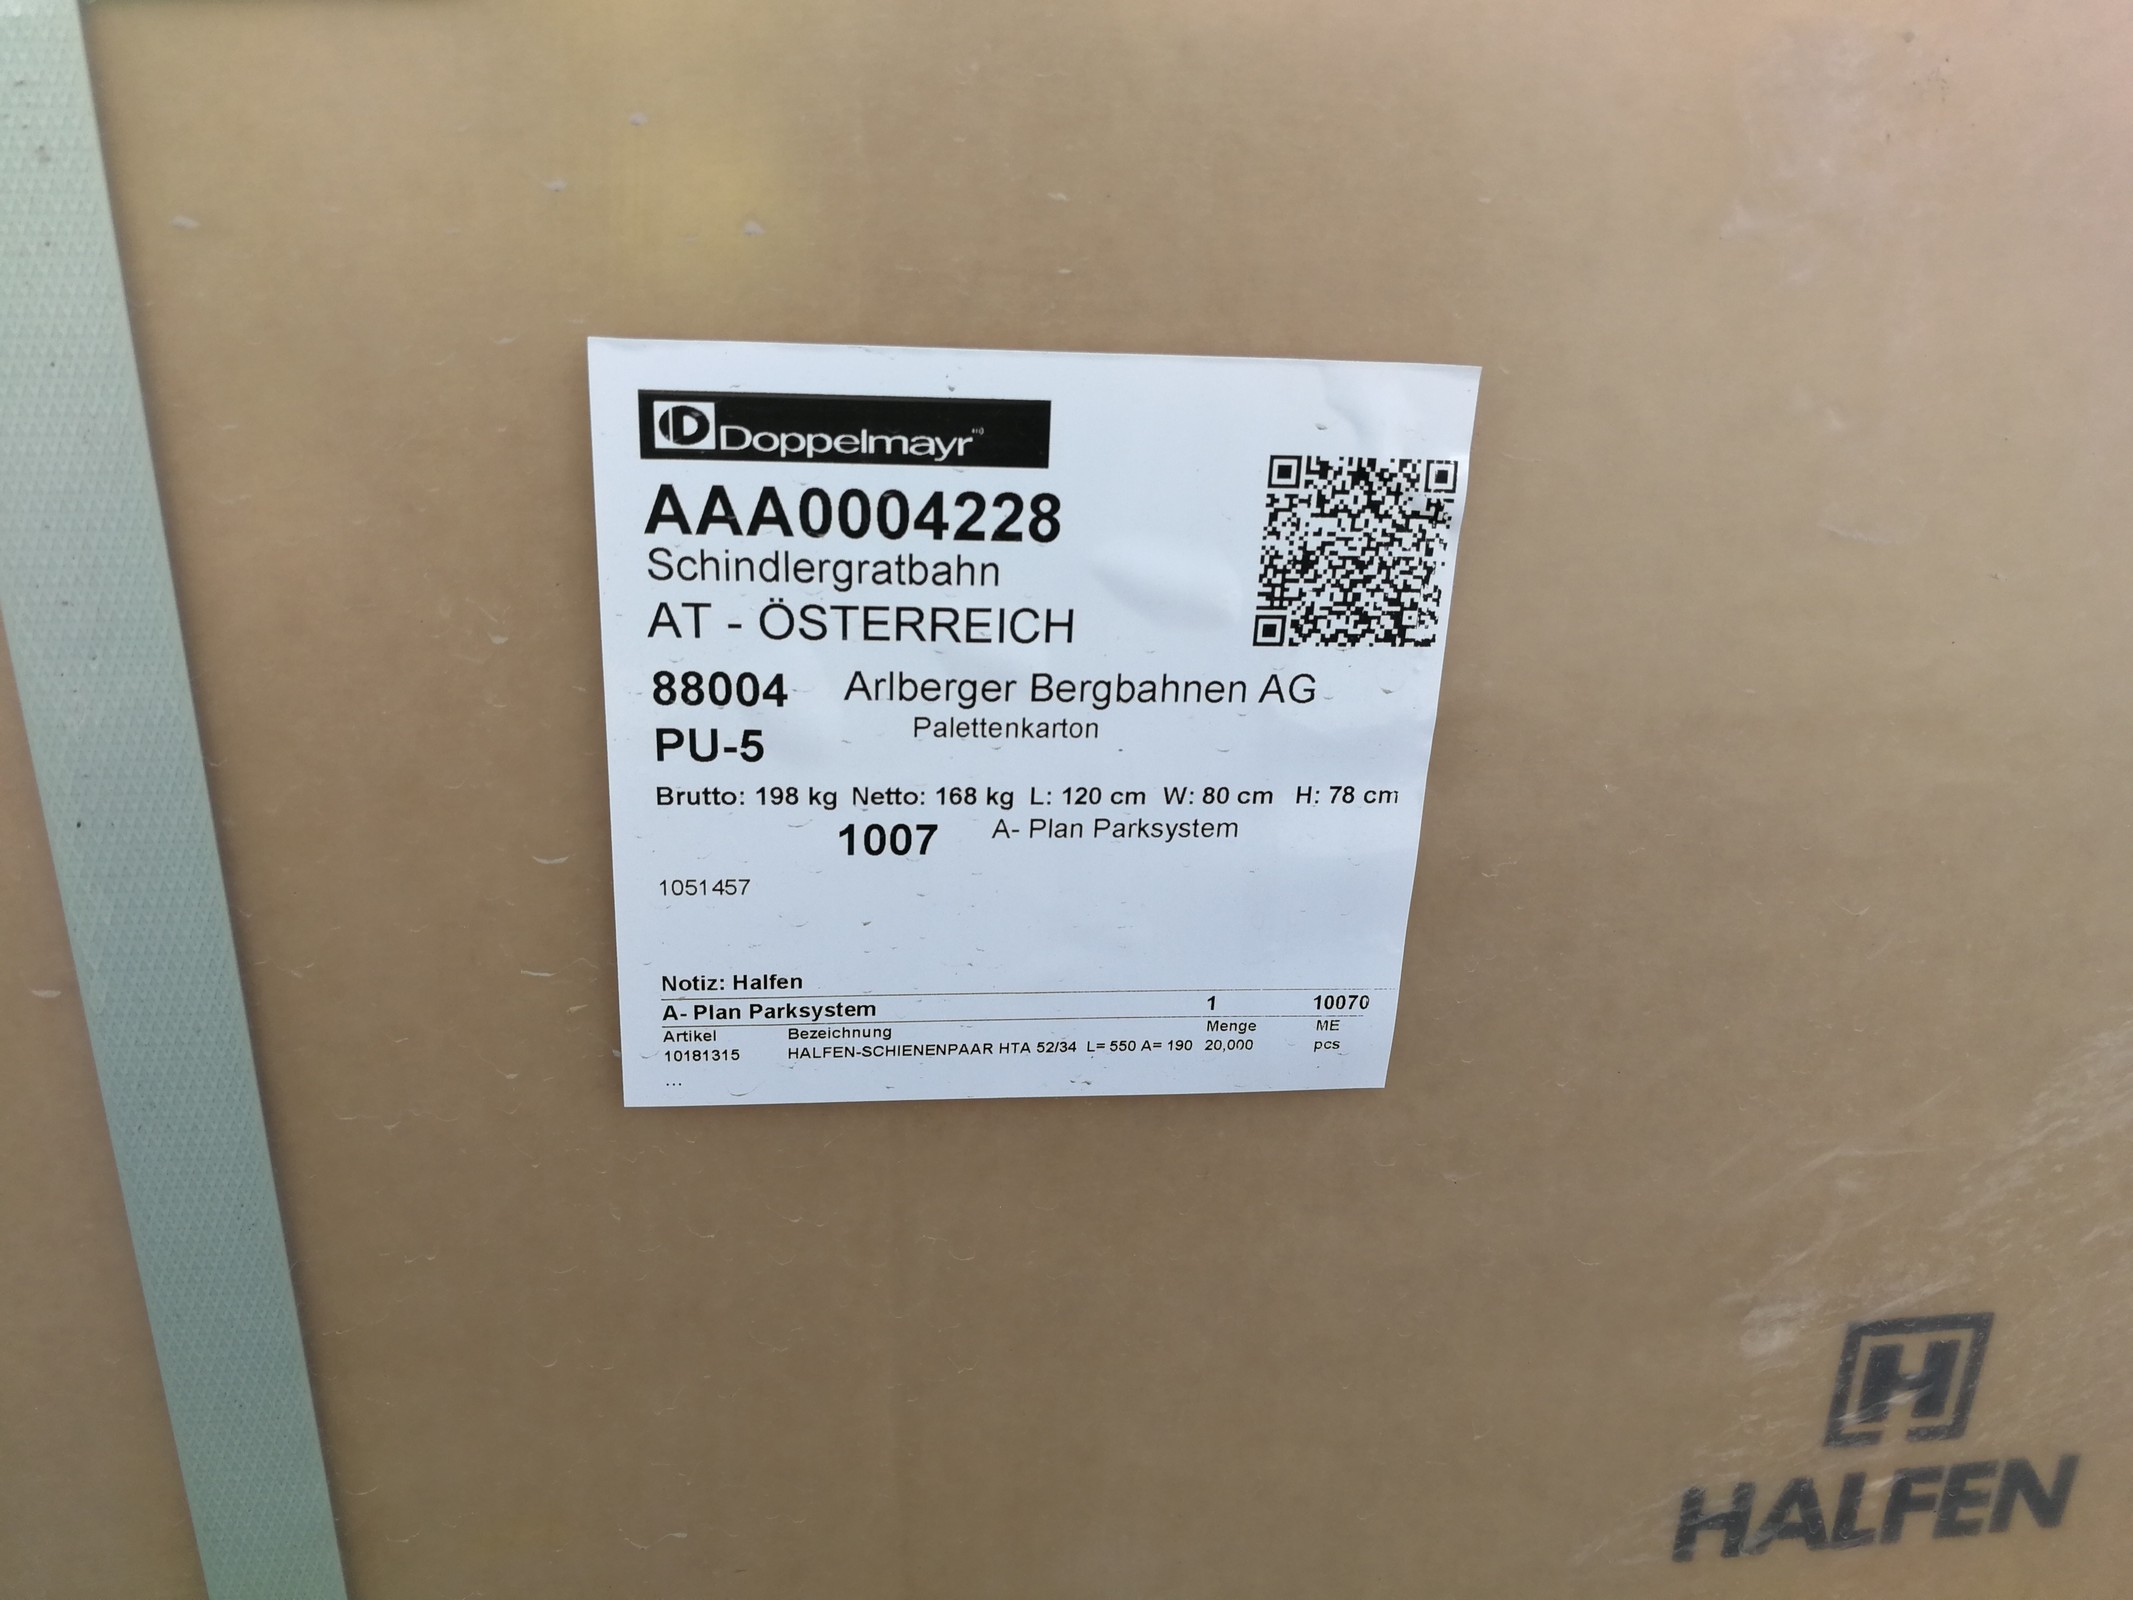 Doppelmayr
AAA0004228
Schindlergratbahn
AT - ÖSTERREICH
88004 Arlberger Bergbahnen AG
PU-5 Palettenkarton
Brutto: 198 kg Netto: 168 kg L: 120 cm W: 80 cm H: 78 cm
1007 A- Plan Parksystem
1051457
Notiz: Halfen
A- Plan Parksystem 1 10070
Artikel Bezeichnung Menge ME
10181315 HALFEN-SCHIENENPAAR HTA 52/34 L= 550 A= 190 20,000 pcs
...
H
HALFEN